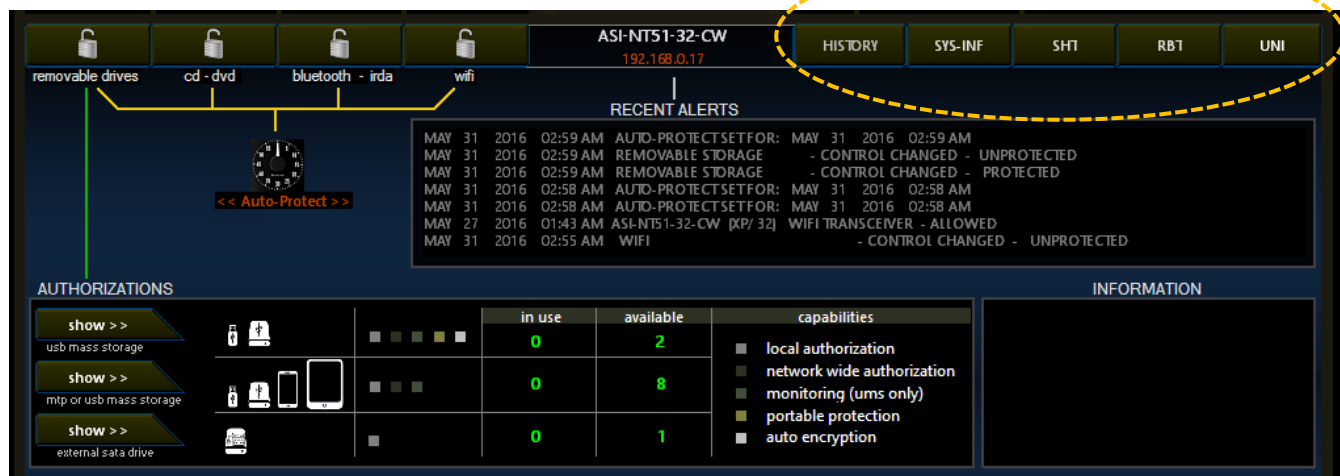 ASI-NT51-32-CW
192.168.0.17
HISTORY SYS-INF SHT RBT UNI
removable drives cd - dvd bluetooth - irda wifi
RECENT ALERTS
MAY 31 2016 02:59 AM AUTO-PROTECT SET FOR: MAY 31 2016 02:59 AM
MAY 31 2016 02:59 AM REMOVABLE STORAGE - CONTROL CHANGED - UNPROTECTED
MAY 31 2016 02:59 AM REMOVABLE STORAGE - CONTROL CHANGED - PROTECTED
MAY 31 2016 02:58 AM AUTO-PROTECT SET FOR: MAY 31 2016 02:58 AM
MAY 31 2016 02:58 AM AUTO-PROTECT SET FOR: MAY 31 2016 02:58 AM
MAY 27 2016 01:43 AM ASI-NT51-32-CW (XP/ 32) WIFI TRANSCEIVER - ALLOWED
MAY 31 2016 02:55 AM WIFI - CONTROL CHANGED - UNPROTECTED
<< Auto-Protect >>
AUTHORIZATIONS
INFORMATION
in use available capabilities
show >>
usb mass storage
0 2
show >>
mtp or usb mass storage
0 8
show >>
external sata drive
0 1
local authorization
network wide authorization
monitoring (ums only)
portable protection
auto encryption